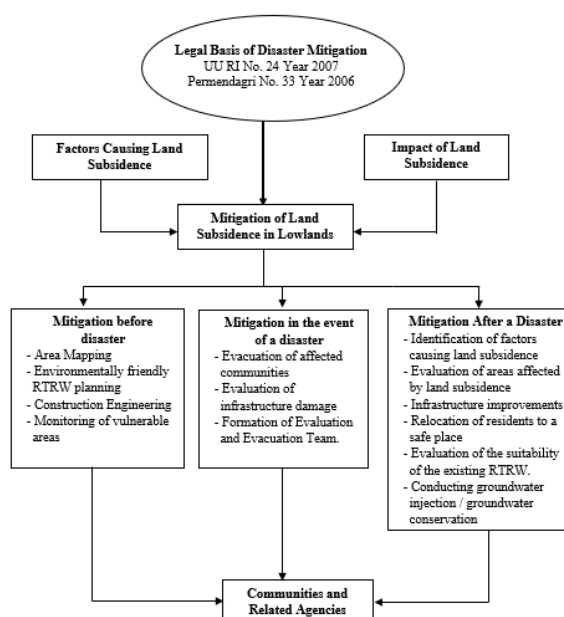 Legal Basis of Disaster Mitigation
UU RI No. 24 Year 2007
Permendagri No. 33 Year 2006
Factors Causing Land
Subsidence
Impact of Land
Subsidence
Mitigation of Land
Subsidence in Lowlands
Mitigation before
disaster
- Area Mapping
- Environmentally friendly
RTRW planning
- Construction Engineering
- Monitoring of vulnerable
areas
Mitigation in the event
of a disaster
- Evacuation of affected
communities
- Evaluation of
infrastructure damage
- Formation of Evaluation
and Evacuation Team.
Mitigation After a Disaster
- Identification of factors
causing land subsidence
- Evaluation of areas affected
by land subsidence
- Infrastructure improvements
- Relocation of residents to a
safe place
- Evaluation of the suitability
of the existing RTRW.
- Conducting groundwater
injection / groundwater
conservation
Communities and
Related Agencies